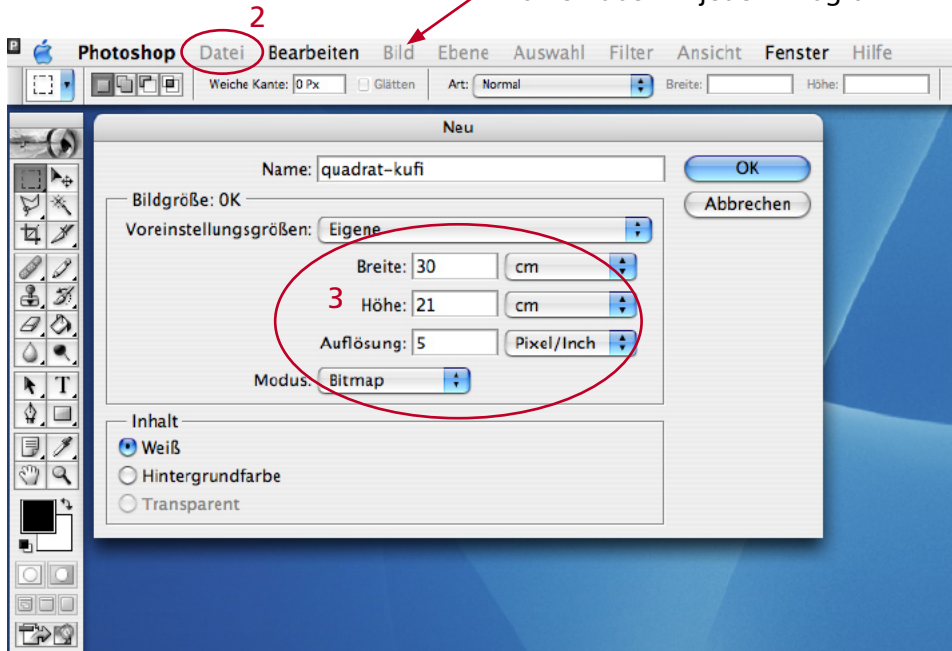 2
Photoshop Datei Bearbeiten Bild Ebene Auswahl Filter Ansicht Fenster Hilfe
Weiche Kante: 0 Px Glätten Art: Normal Breite: Höhe:
Neu
Name: quadrat-kufi
OK
Bildgröße: 0K
Abbrechen
Voreinstellungsgrößen: Eigene
Breite: 30 cm
3
Höhe: 21 cm
Auflösung: 5 Pixel/Inch
Modus: Bitmap
Inhalt
Weiß
Hintergrundfarbe
Transparent